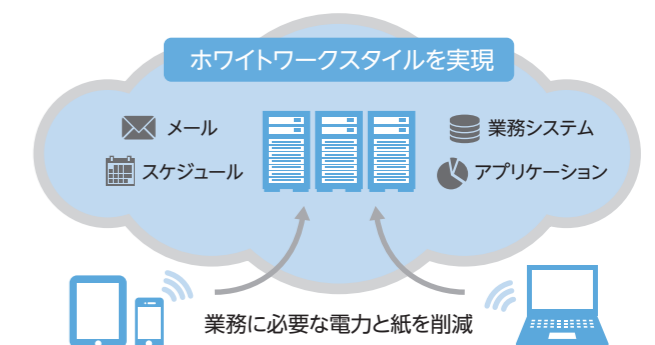 ホワイトワークスタイルを実現
メール
業務システム
スケジュール
アプリケーション
業務に必要な電力と紙を削減